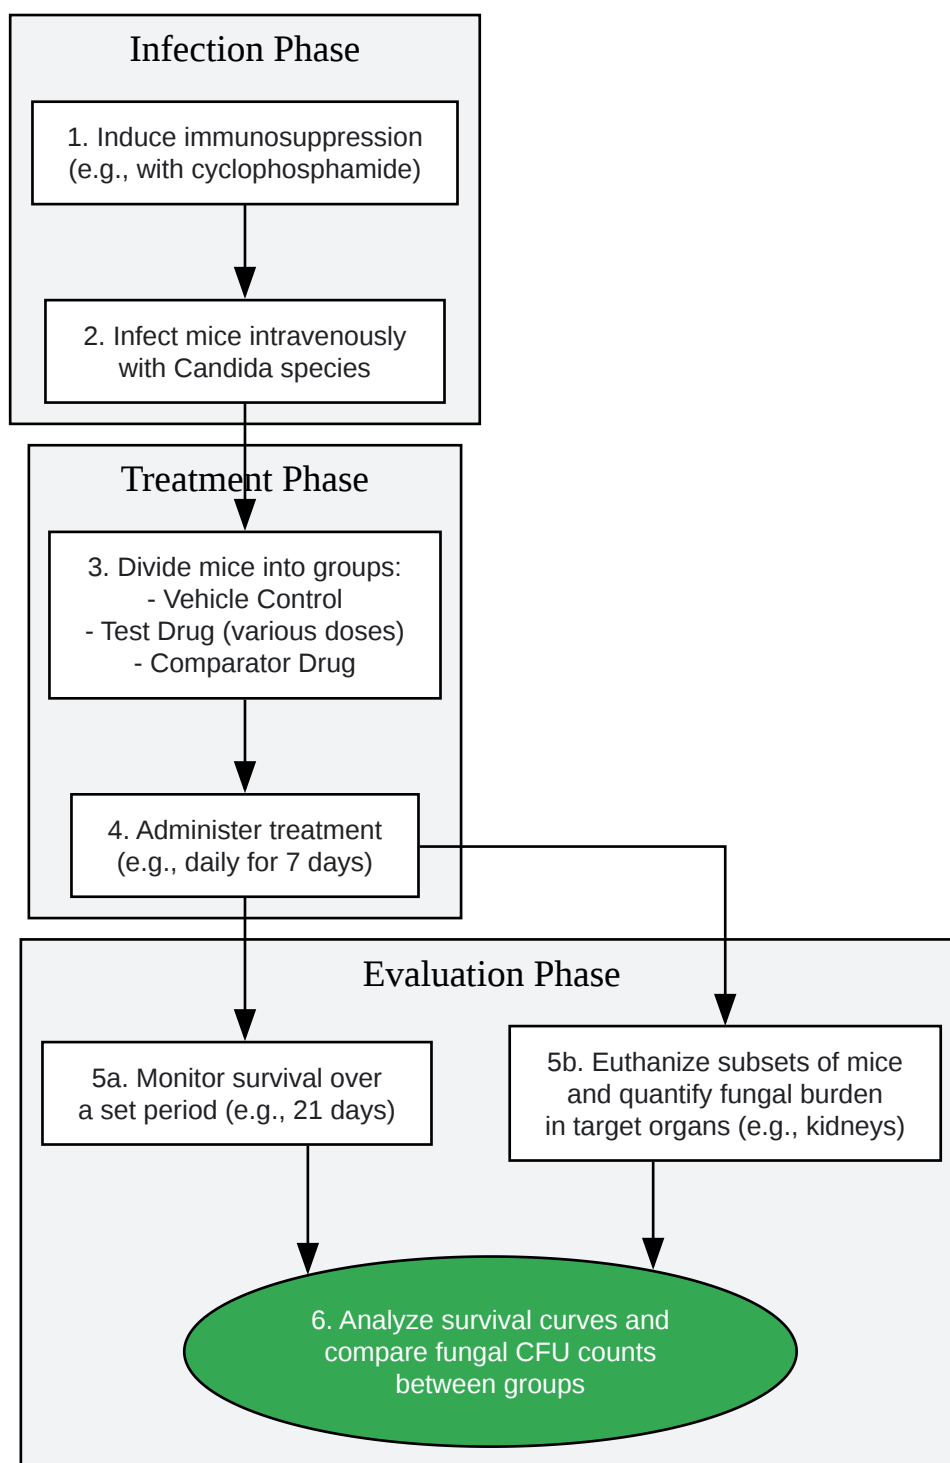 Infection Phase
1. Induce immunosuppression
(e.g., with cyclophosphamide)
2. Infect mice intravenously
with Candida species
Treatment Phase
3. Divide mice into groups:
- Vehicle Control
- Test Drug (various doses)
- Comparator Drug
4. Administer treatment
(e.g., daily for 7 days)
Evaluation Phase
5a. Monitor survival over
a set period (e.g., 21 days)
5b. Euthanize subsets of mice
and quantify fungal burden
in target organs (e.g., kidneys)
6. Analyze survival curves and
compare fungal CFU counts
between groups